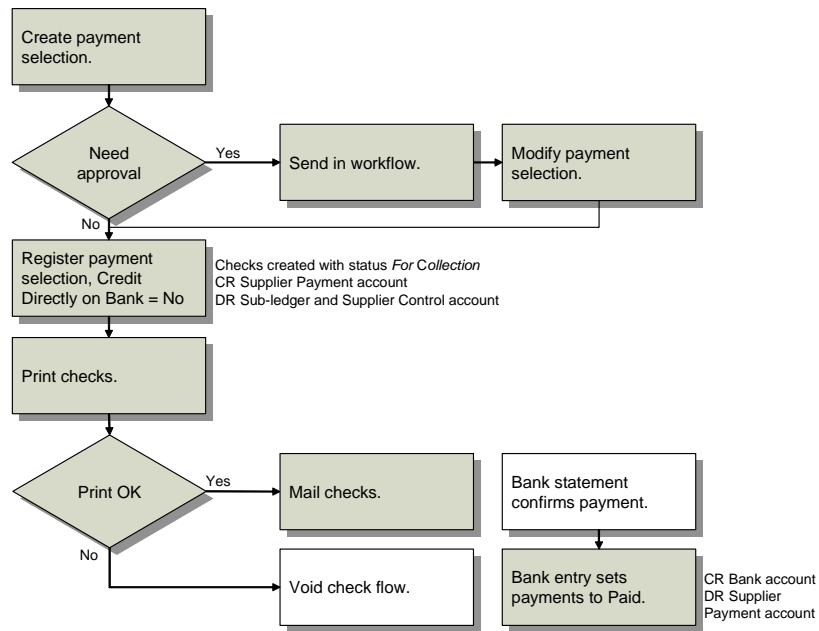 Create payment
selection.
Need
approval
Yes
Send in workflow.
Modify payment
selection.
No
Register payment
selection, Credit
Directly on Bank = No
Checks created with status For Collection
CR Supplier Payment account
DR Sub-ledger and Supplier Control account
Print checks.
Print OK
Yes
Mail checks.
Bank statement
confirms payment.
No
Void check flow.
Bank entry sets
payments to Paid.
CR Bank account
DR Supplier
Payment account